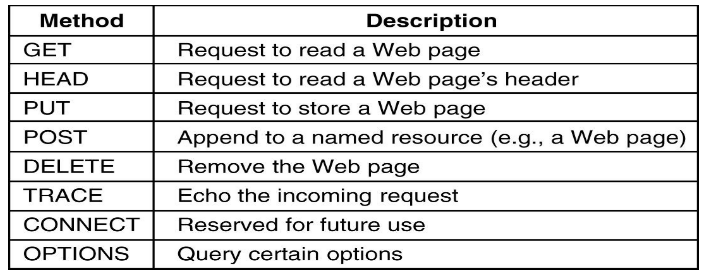 Method Description
GET Request to read a Web page
HEAD Request to read a Web page's header
PUT Request to store a Web page
POST Append to a named resource (e.g., a Web page)
DELETE Remove the Web page
TRACE Echo the incoming request
CONNECT Reserved for future use
OPTIONS Query certain options